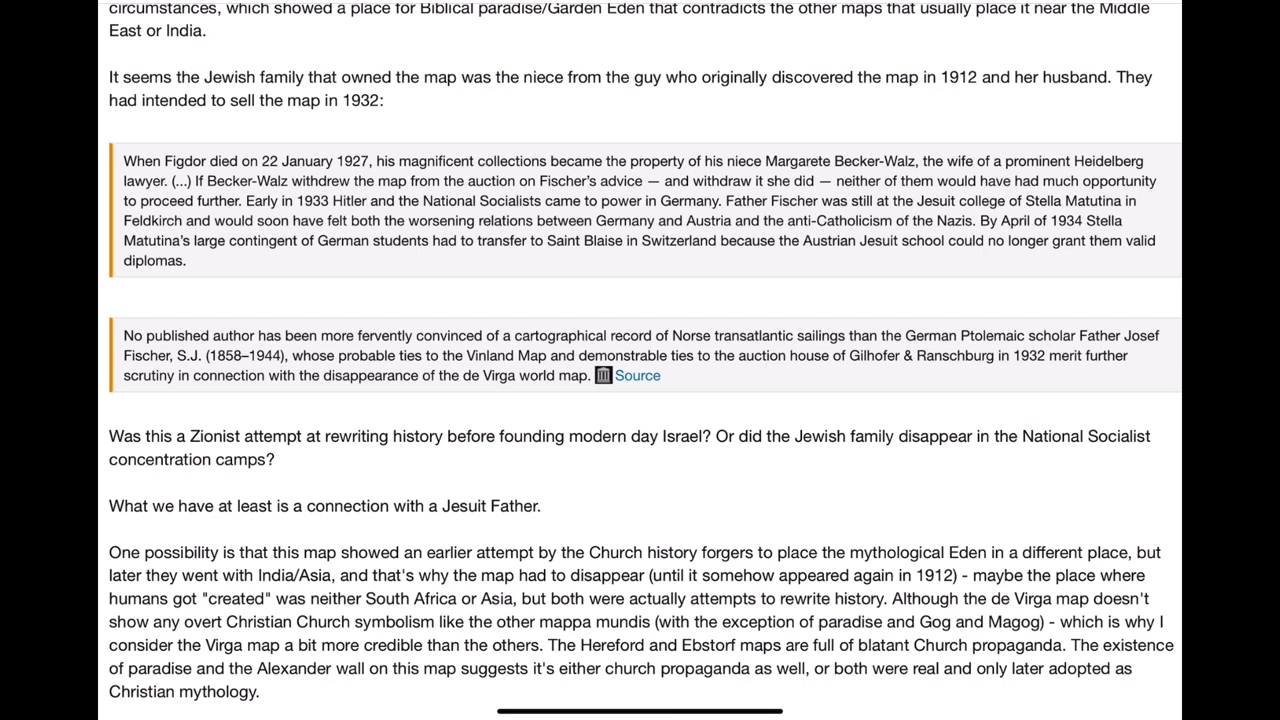 circumstances, which showed a place for Biblical paradise/Garden Eden that contradicts the other maps that usually place it near the Middle
East or India.
It seems the Jewish family that owned the map was the niece from the guy who originally discovered the map in 1912 and her husband. They
had intended to sell the map in 1932:
When Figdor died on 22 January 1927, his magnificent collections became the property of his niece Margarete Becker-Walz, the wife of a prominent Heidelberg
lawyer. (...) If Becker-Walz withdrew the map from the auction on Fischer's advice — and withdraw it she did — neither of them would have had much opportunity
to proceed further. Early in 1933 Hitler and the National Socialists came to power in Germany. Father Fischer was still at the Jesuit college of Stella Matutina in
Feldkirch and would soon have felt both the worsening relations between Germany and Austria and the anti-Catholicism of the Nazis. By April of 1934 Stella
Matutina's large contingent of German students had to transfer to Saint Blaise in Switzerland because the Austrian Jesuit school could no longer grant them valid
diplomas.
No published author has been more fervently convinced of a cartographical record of Norse transatlantic sailings than the German Ptolemaic scholar Father Josef
Fischer, S.J. (1858–1944), whose probable ties to the Vinland Map and demonstrable ties to the auction house of Gilhofer & Ranschburg in 1932 merit further
scrutiny in connection with the disappearance of the de Virga world map. Source
Was this a Zionist attempt at rewriting history before founding modern day Israel? Or did the Jewish family disappear in the National Socialist
concentration camps?
What we have at least is a connection with a Jesuit Father.
One possibility is that this map showed an earlier attempt by the Church history forgers to place the mythological Eden in a different place, but
later they went with India/Asia, and that's why the map had to disappear (until it somehow appeared again in 1912) - maybe the place where
humans got "created" was neither South Africa or Asia, but both were actually attempts to rewrite history. Although the de Virga map doesn't
show any overt Christian Church symbolism like the other mappa mundis (with the exception of paradise and Gog and Magog) - which is why I
consider the Virga map a bit more credible than the others. The Hereford and Ebstorf maps are full of blatant Church propaganda. The existence
of paradise and the Alexander wall on this map suggests it's either church propaganda as well, or both were real and only later adopted as
Christian mythology.